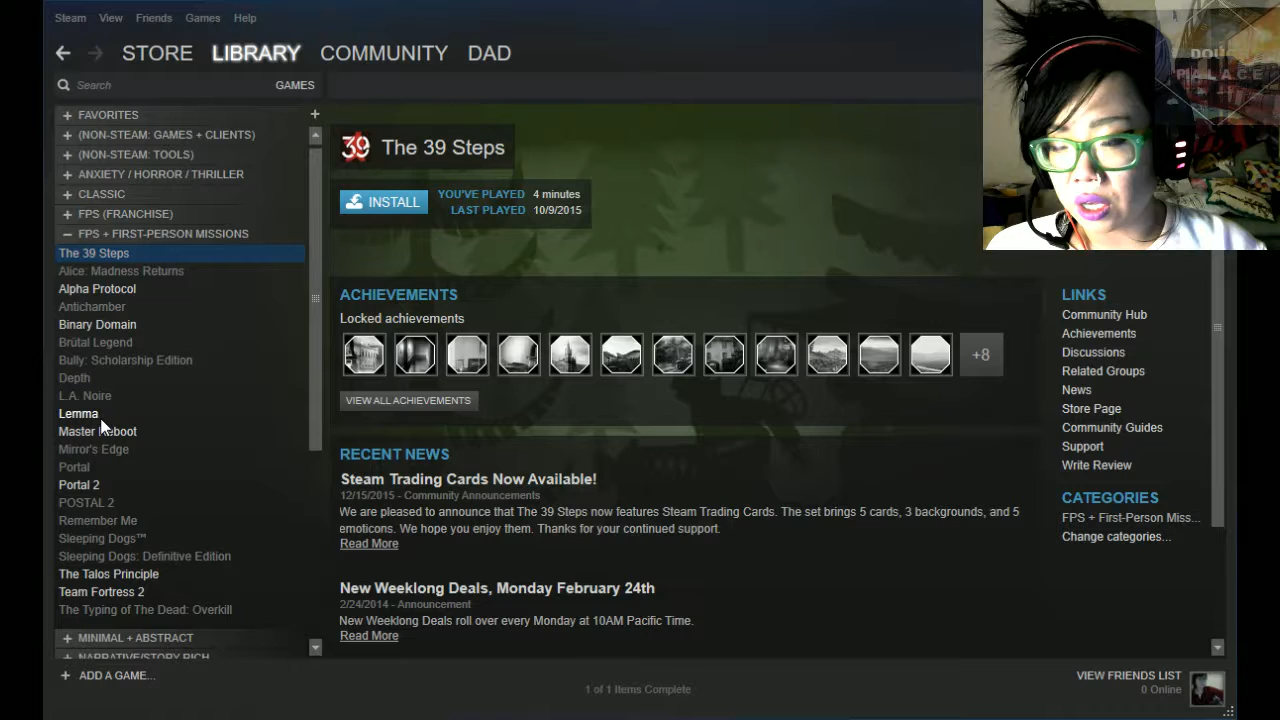 Steam View Friends Games Help
STORE LIBRARY COMMUNITY DAD
Search GAMES
FAVORITES
(NON-STEAM: GAMES + CLIENTS)
(NON-STEAM: TOOLS)
ANXIETY / HORROR / THRILLER
CLASSIC
FPS (FRANCHISE)
FPS + FIRST-PERSON MISSIONS
The 39 Steps
Alice: Madness Returns
Alpha Protocol
Antichamber
Binary Domain
Brutal Legend
Bully: Scholarship Edition
Depth
L.A. Noire
Lemma
Master Reboot
Mirror's Edge
Portal
Portal 2
POSTAL 2
Remember Me
Sleeping Dogs™
Sleeping Dogs: Definitive Edition
The Talos Principle
Team Fortress 2
The Typing of The Dead: Overkill
MINIMAL + ABSTRACT
NARRATIVE/STORY RICH
+ ADD A GAME...
39 The 39 Steps
INSTALL
YOU'VE PLAYED 4 minutes
LAST PLAYED 10/9/2015
ACHIEVEMENTS
Locked achievements
+8
VIEW ALL ACHIEVEMENTS
RECENT NEWS
Steam Trading Cards Now Available!
12/15/2015 - Community Announcements
We are pleased to announce that The 39 Steps now features Steam Trading Cards. The set brings 5 cards, 3 backgrounds, and 5
emoticons. We hope you enjoy them. Thanks for your continued support.
Read More
New Weeklong Deals, Monday February 24th
2/24/2014 - Announcement
New Weeklong Deals roll over every Monday at 10AM Pacific Time.
Read More
LINKS
Community Hub
Achievements
Discussions
Related Groups
News
Store Page
Community Guides
Support
Write Review
CATEGORIES
FPS + First-Person Miss...
Change categories...
1 of 1 Items Complete
VIEW FRIENDS LIST
0 Online
PALACE